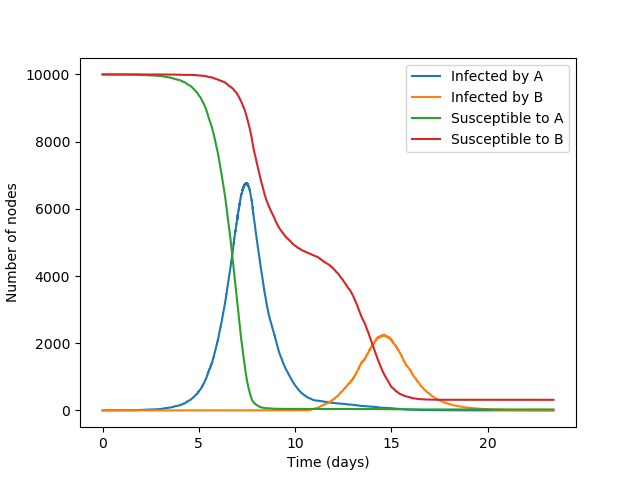 Infected by A
Infected by B
Susceptible to A
Susceptible to B
Number of nodes
10000
8000
6000
4000
2000
0
0 5 10 15 20
Time (days)